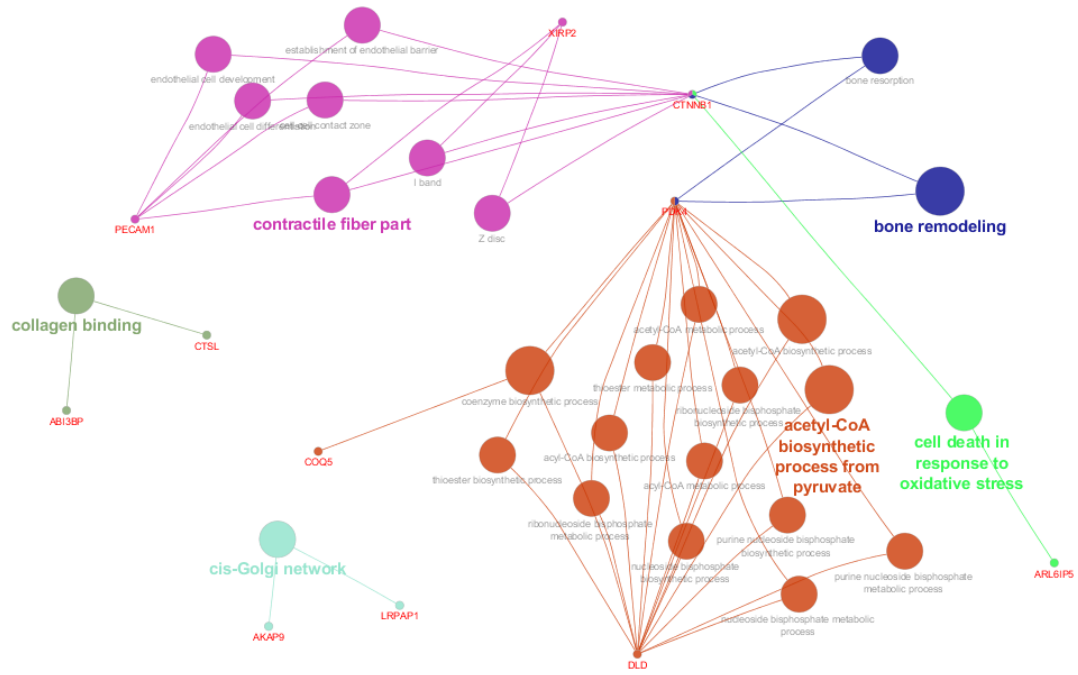 XIRP2
establishment of endothelial barrier
endothelial cell development
bone resorption
CTNNB1
endothelial cell differentiation
cell-cell contact zone
I band
PECAM1
contractile fiber part
PDK4
bone remodeling
Z disc
collagen binding
CTSL
acetyl-CoA metabolic process
acetyl-CoA biosynthetic process
thioester metabolic process
coenzyme biosynthetic process
ribonucleoside bisphosphate
biosynthetic process
ABI3BP
acetyl-CoA
biosynthetic
process from
pyruvate
cell death in
response to
oxidative stress
COQ5
acyl-CoA biosynthetic process
thioester biosynthetic process
acyl-CoA metabolic process
ribonucleoside bisphosphate
metabolic process
purine nucleoside bisphosphate
biosynthetic process
nucleoside bisphosphate
biosynthetic process
cis-Golgi network
purine nucleoside bisphosphate
metabolic process
ARL6IP5
LRPAP1
AKAP9
nucleoside bisphosphate metabolic
process
DLD